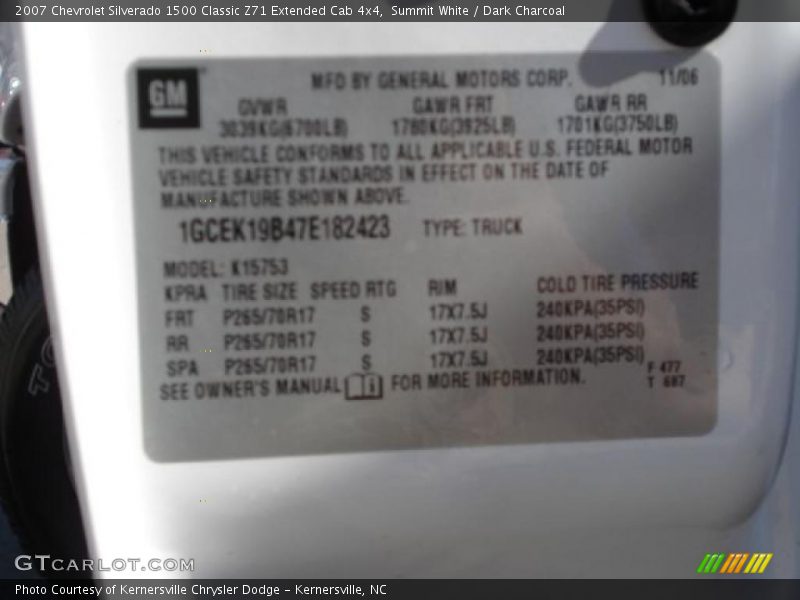 2007 Chevrolet Silverado 1500 Classic Z71 Extended Cab 4x4, Summit White / Dark Charcoal
GM MFD BY GENERAL MOTORS CORP. 11/06
GVWR GAWR FRT GAWR RR
3039KG(6700LB) 1780KG(3925LB) 1701KG(3750LB)
THIS VEHICLE CONFORMS TO ALL APPLICABLE U.S. FEDERAL MOTOR
VEHICLE SAFETY STANDARDS IN EFFECT ON THE DATE OF
MANUFACTURE SHOWN ABOVE.
1GCEK19B47E182423 TYPE: TRUCK
MODEL: K15753
KPRA TIRE SIZE SPEED RTG RIM COLD TIRE PRESSURE
FRT P265/70R17 S 17X7.5J 240KPA(35PSI)
RR P265/70R17 S 17X7.5J 240KPA(35PSI)
SPA P265/70R17 S 17X7.5J 240KPA(35PSI)
SEE OWNER'S MANUAL FOR MORE INFORMATION.
F 477
T 687
GTCARLOT.COM
Photo Courtesy of Kernersville Chrysler Dodge – Kernersville, NC